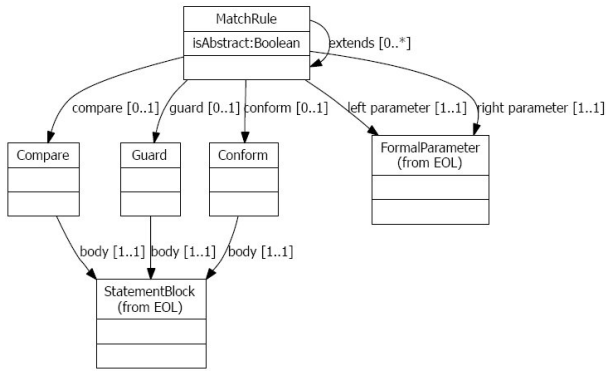 MatchRule
isAbstract:Boolean
extends [0..*]
compare [0..1]
guard [0..1]
conform [0..1]
left parameter [1..1]
right parameter [1..1]
Compare
Guard
Conform
FormalParameter
(from EOL)
body [1..1]
body [1..1]
body [1..1]
StatementBlock
(from EOL)